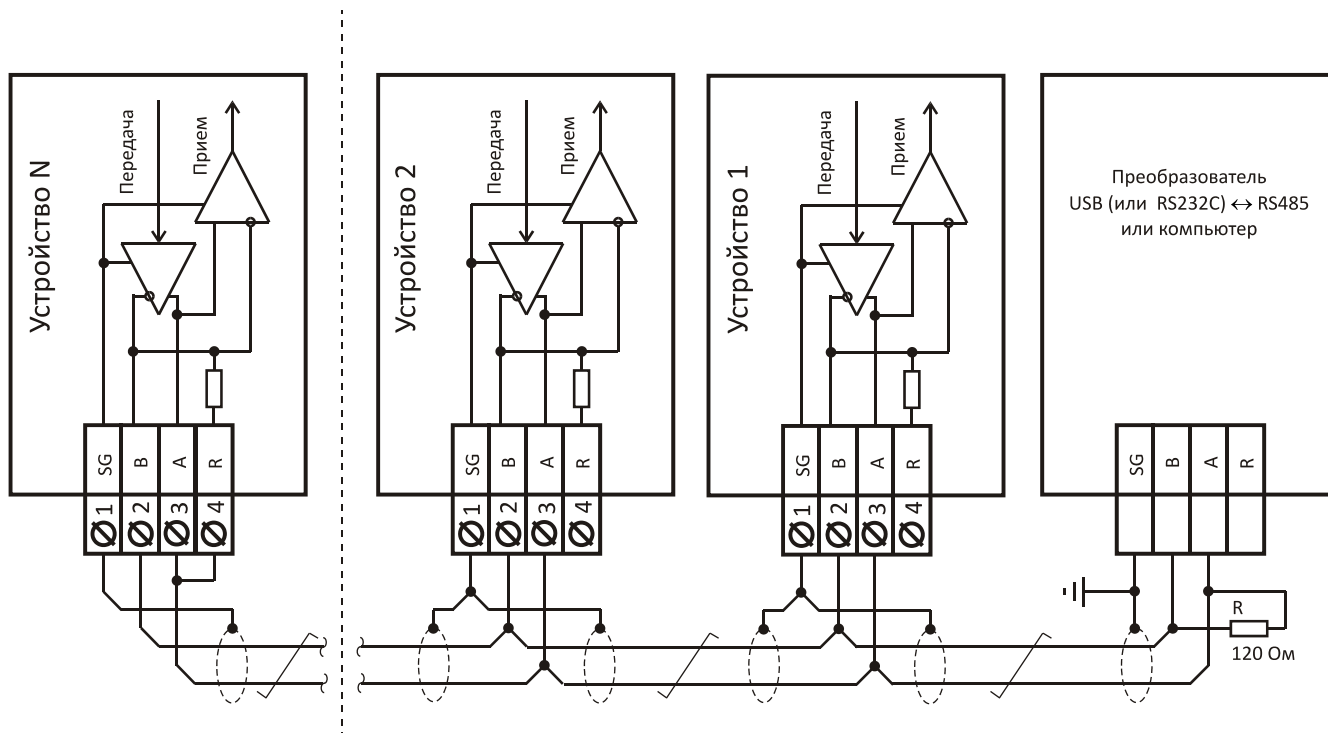 Устройство N
Передача
Прием
SG
B
A
R
1
2
3
4
Устройство 2
Передача
Прием
SG
B
A
R
1
2
3
4
Устройство 1
Передача
Прием
SG
B
A
R
1
2
3
4
Преобразователь
USB (или RS232C) ↔ RS485
или компьютер
SG
B
A
R
R
120 Ом